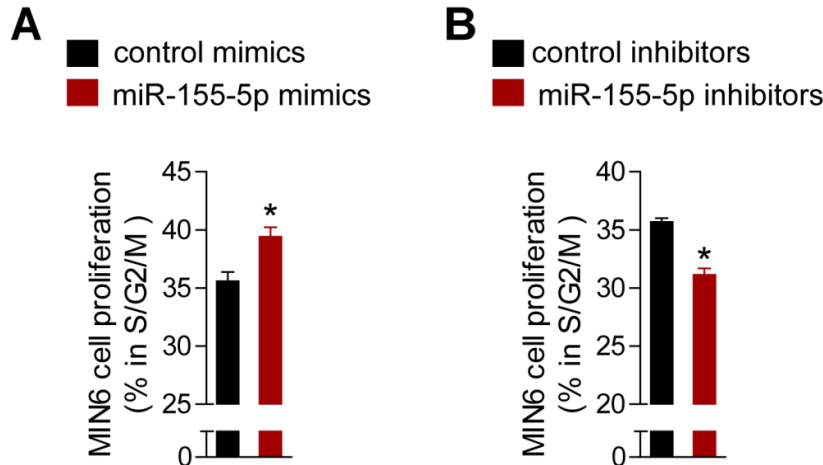 A
control mimics
miR-155-5p mimics
MIN6 cell proliferation
(% in S/G2/M )
45
40
35
30
25
0
*
B
control inhibitors
miR-155-5p inhibitors
MIN6 cell proliferation
(% in S/G2/M )
40
35
30
25
20
0
*